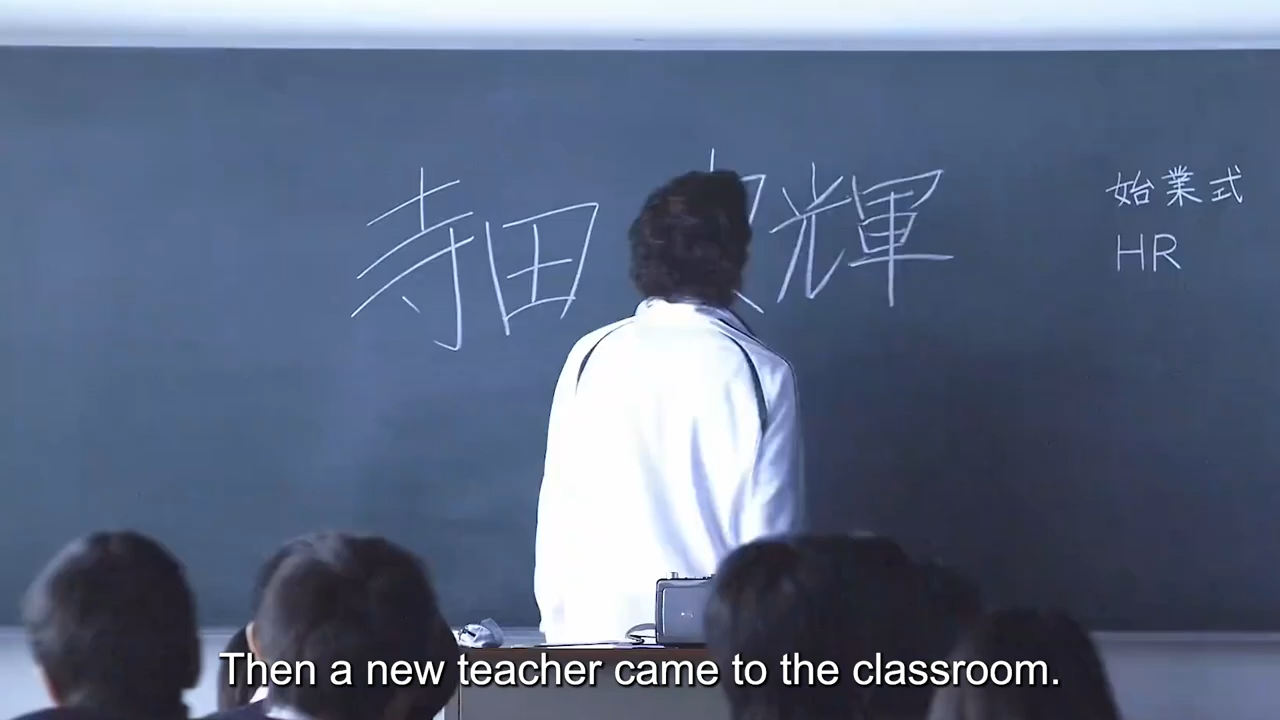 寺田 輝
始業式
HR
Then a new teacher came to the classroom.